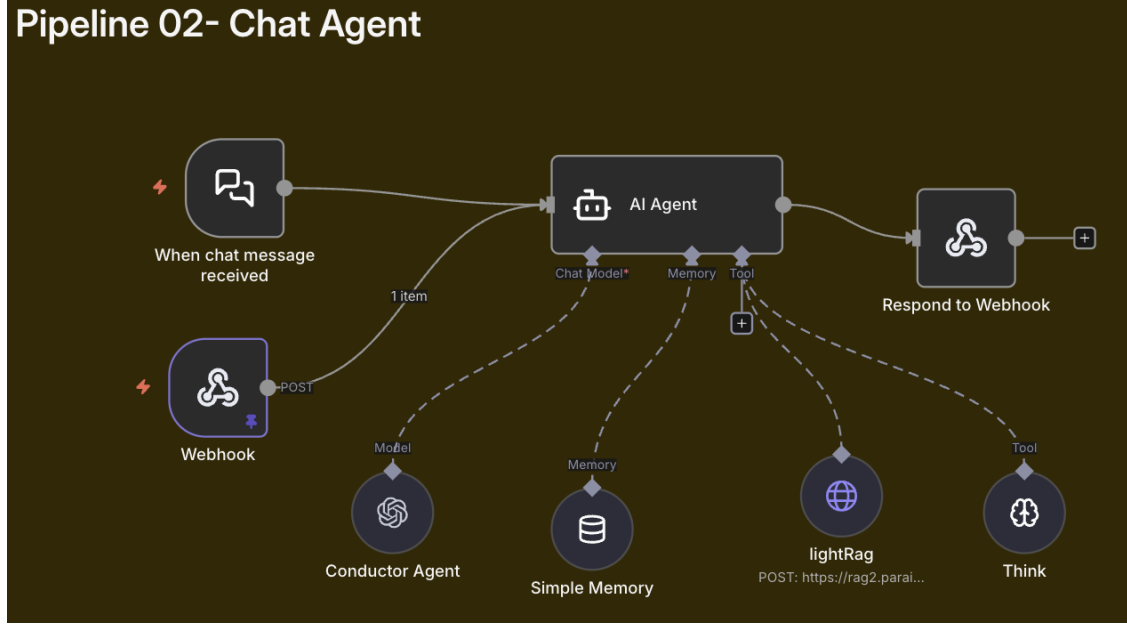 Pipeline 02- Chat Agent
When chat message
received
AI Agent
Chat Model*
Memory
Tool
Respond to Webhook
1 item
POST
Webhook
Model
Memory
Tool
Conductor Agent
Simple Memory
lightRag
POST: https://rag2.parai...
Think